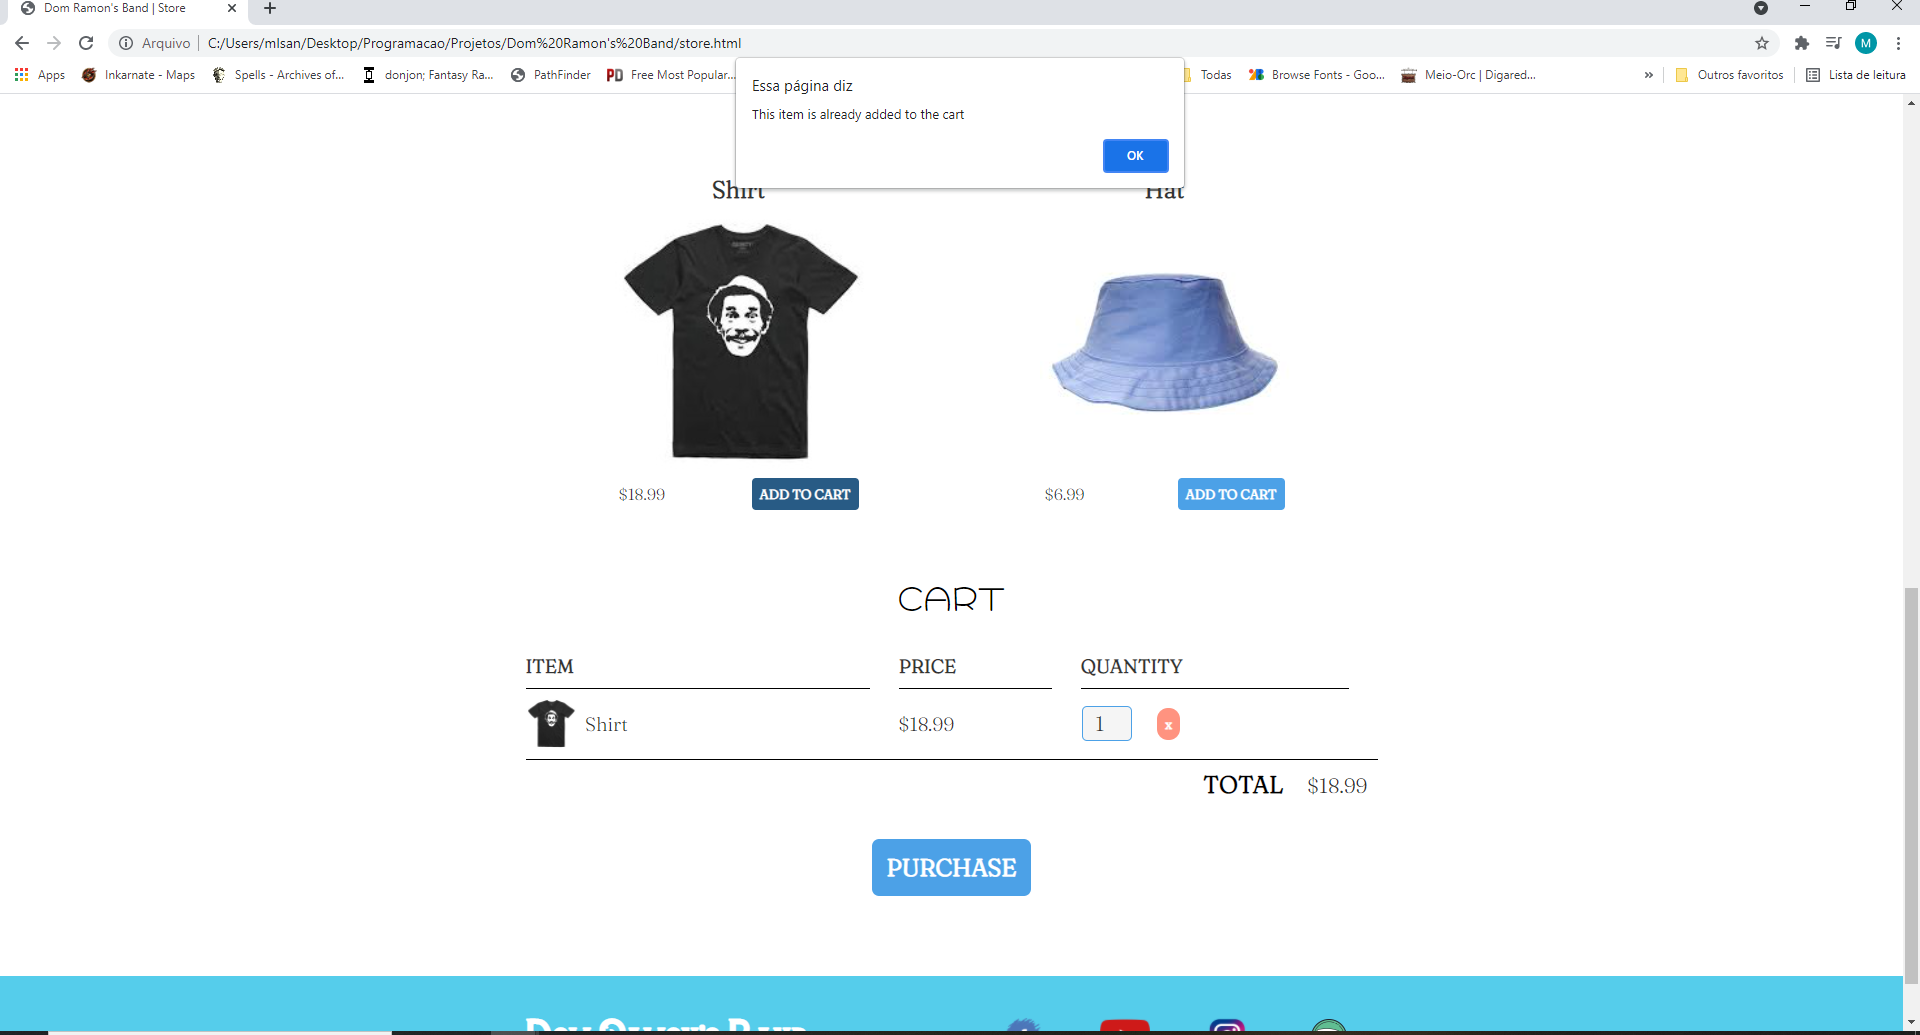 Dom Ramon's Band | Store
Arquivo | C:/Users/mlsan/Desktop/Programacao/Projetos/Dom%20Ramon's%20Band/store.html
M
Apps Inkarnate - Maps Spells - Archives of... donjon; Fantasy Ra... PathFinder PD Free Most Popular... Todas Browse Fonts - Goo... Meio-Orc | Digared... » Outros favoritos Lista de leitura
Essa página diz
This item is already added to the cart
OK
Shirt Hat
$18.99 ADD TO CART $6.99 ADD TO CART
CART
ITEM PRICE QUANTITY
Shirt $18.99 1 x
TOTAL $18.99
PURCHASE